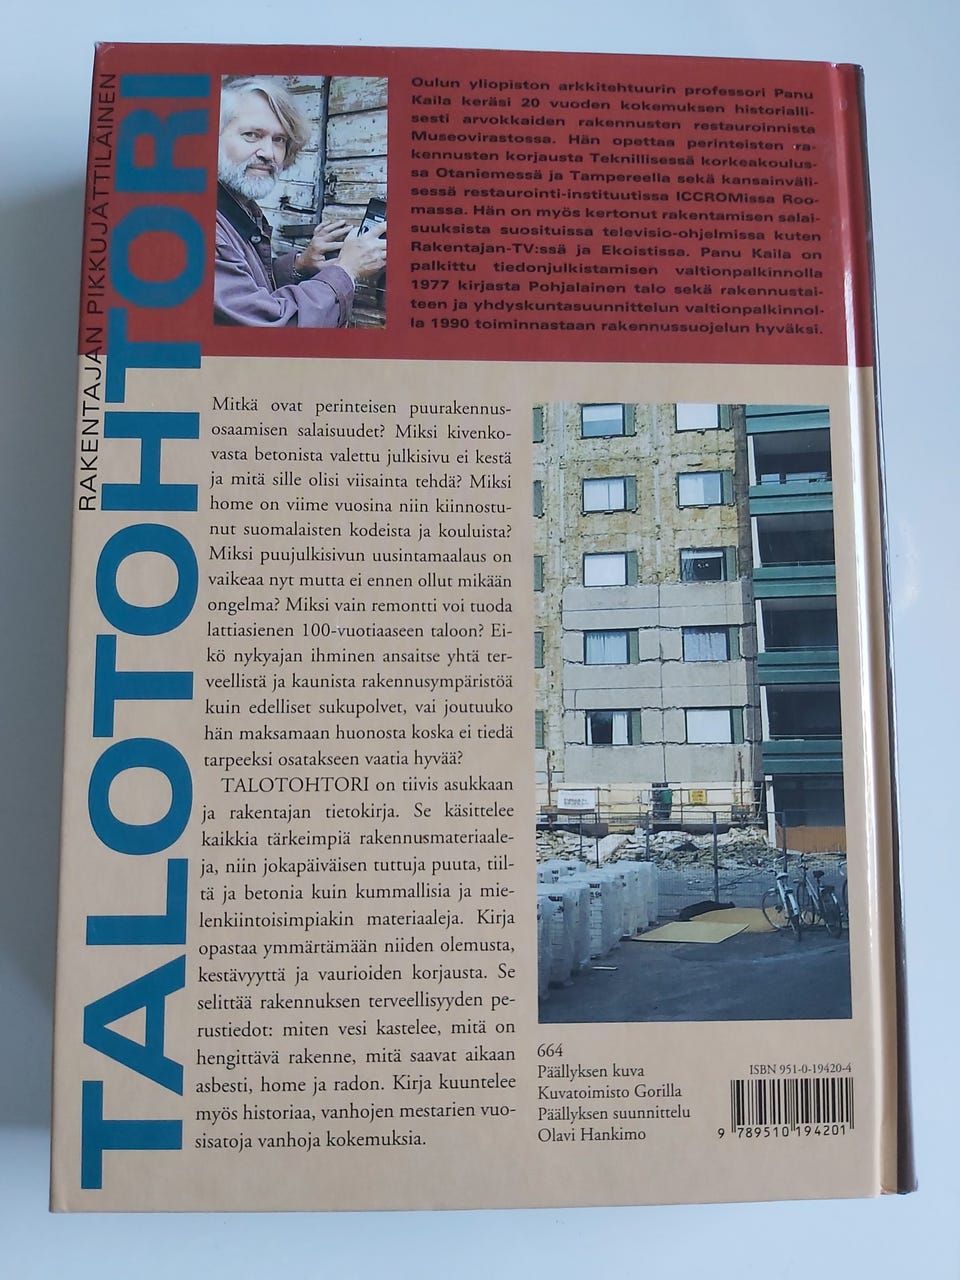 RAKENTAJAN PIKKUJÄTTILÄINEN
TALOTOHTORI
Oulun yliopiston arkkitehtuurin professori Panu
Kaila keräsi 20 vuoden kokemuksen historialli-
sesti arvokkaiden rakennusten restauroinnista
Museovirastossa. Hän opettaa perinteisten ra-
kennusten korjausta Teknillisessä korkeakoulus-
sa Otaniemessä ja Tampereella sekä kansainväli-
sessä restaurointi-instituutissa ICCROMissa Roo-
massa. Hän on myös kertonut rakentamisen salai-
suuksista suosituissa televisio-ohjelmissa kuten
Rakentajan-TV:ssä ja Ekoistissa. Panu Kaila on
palkittu tiedonjulkistamisen valtionpalkinnolla
1977 kirjasta Pohjalainen talo sekä rakennustai-
teen ja yhdyskuntasuunnittelun valtionpalkinnol-
la 1990 toiminnastaan rakennussuojelun hyväksi.
Mitkä ovat perinteisen puurakennus-
osaamisen salaisuudet? Miksi kivenko-
vasta betonista valettu julkisivu ei kestä
ja mitä sille olisi viisainta tehdä? Miksi
home on viime vuosina niin kiinnostu-
nut suomalaisten kodeista ja kouluista?
Miksi puujulkisivun uusintamaalaus on
vaikeaa nyt mutta ei ennen ollut mikään
ongelma? Miksi vain remontti voi tuoda
lattiasienen 100-vuotiaaseen taloon? Ei-
kö nykyajan ihminen ansaitse yhtä ter-
veellistä ja kaunista rakennusympäristöä
kuin edelliset sukupolvet, vai joutuuko
hän maksamaan huonosta koska ei tiedä
tarpeeksi osatakseen vaatia hyvää?
TALOTOHTORI on tiivis asukkaan
ja rakentajan tietokirja. Se käsittelee
kaikkia tärkeimpiä rakennusmateriaale-
ja, niin jokapäiväisen tuttuja puuta, tiil-
tä ja betonia kuin kummallisia ja mie-
lenkiintoisimpiakin materiaaleja. Kirja
opastaa ymmärtämään niiden olemusta,
kestävyyttä ja vaurioiden korjausta. Se
selittää rakennuksen terveellisyyden pe-
rustiedot: miten vesi kastelee, mitä on
hengittävä rakenne, mitä saavat aikaan
asbesti, home ja radon. Kirja kuuntelee
myös historiaa, vanhojen mestarien vuo-
sisatoja vanhoja kokemuksia.
664
Päällyksen kuva
Kuvatoimisto Gorilla
Päällyksen suunnittelu
Olavi Hankimo
ISBN 951-0-19420-4
9 789510 194201